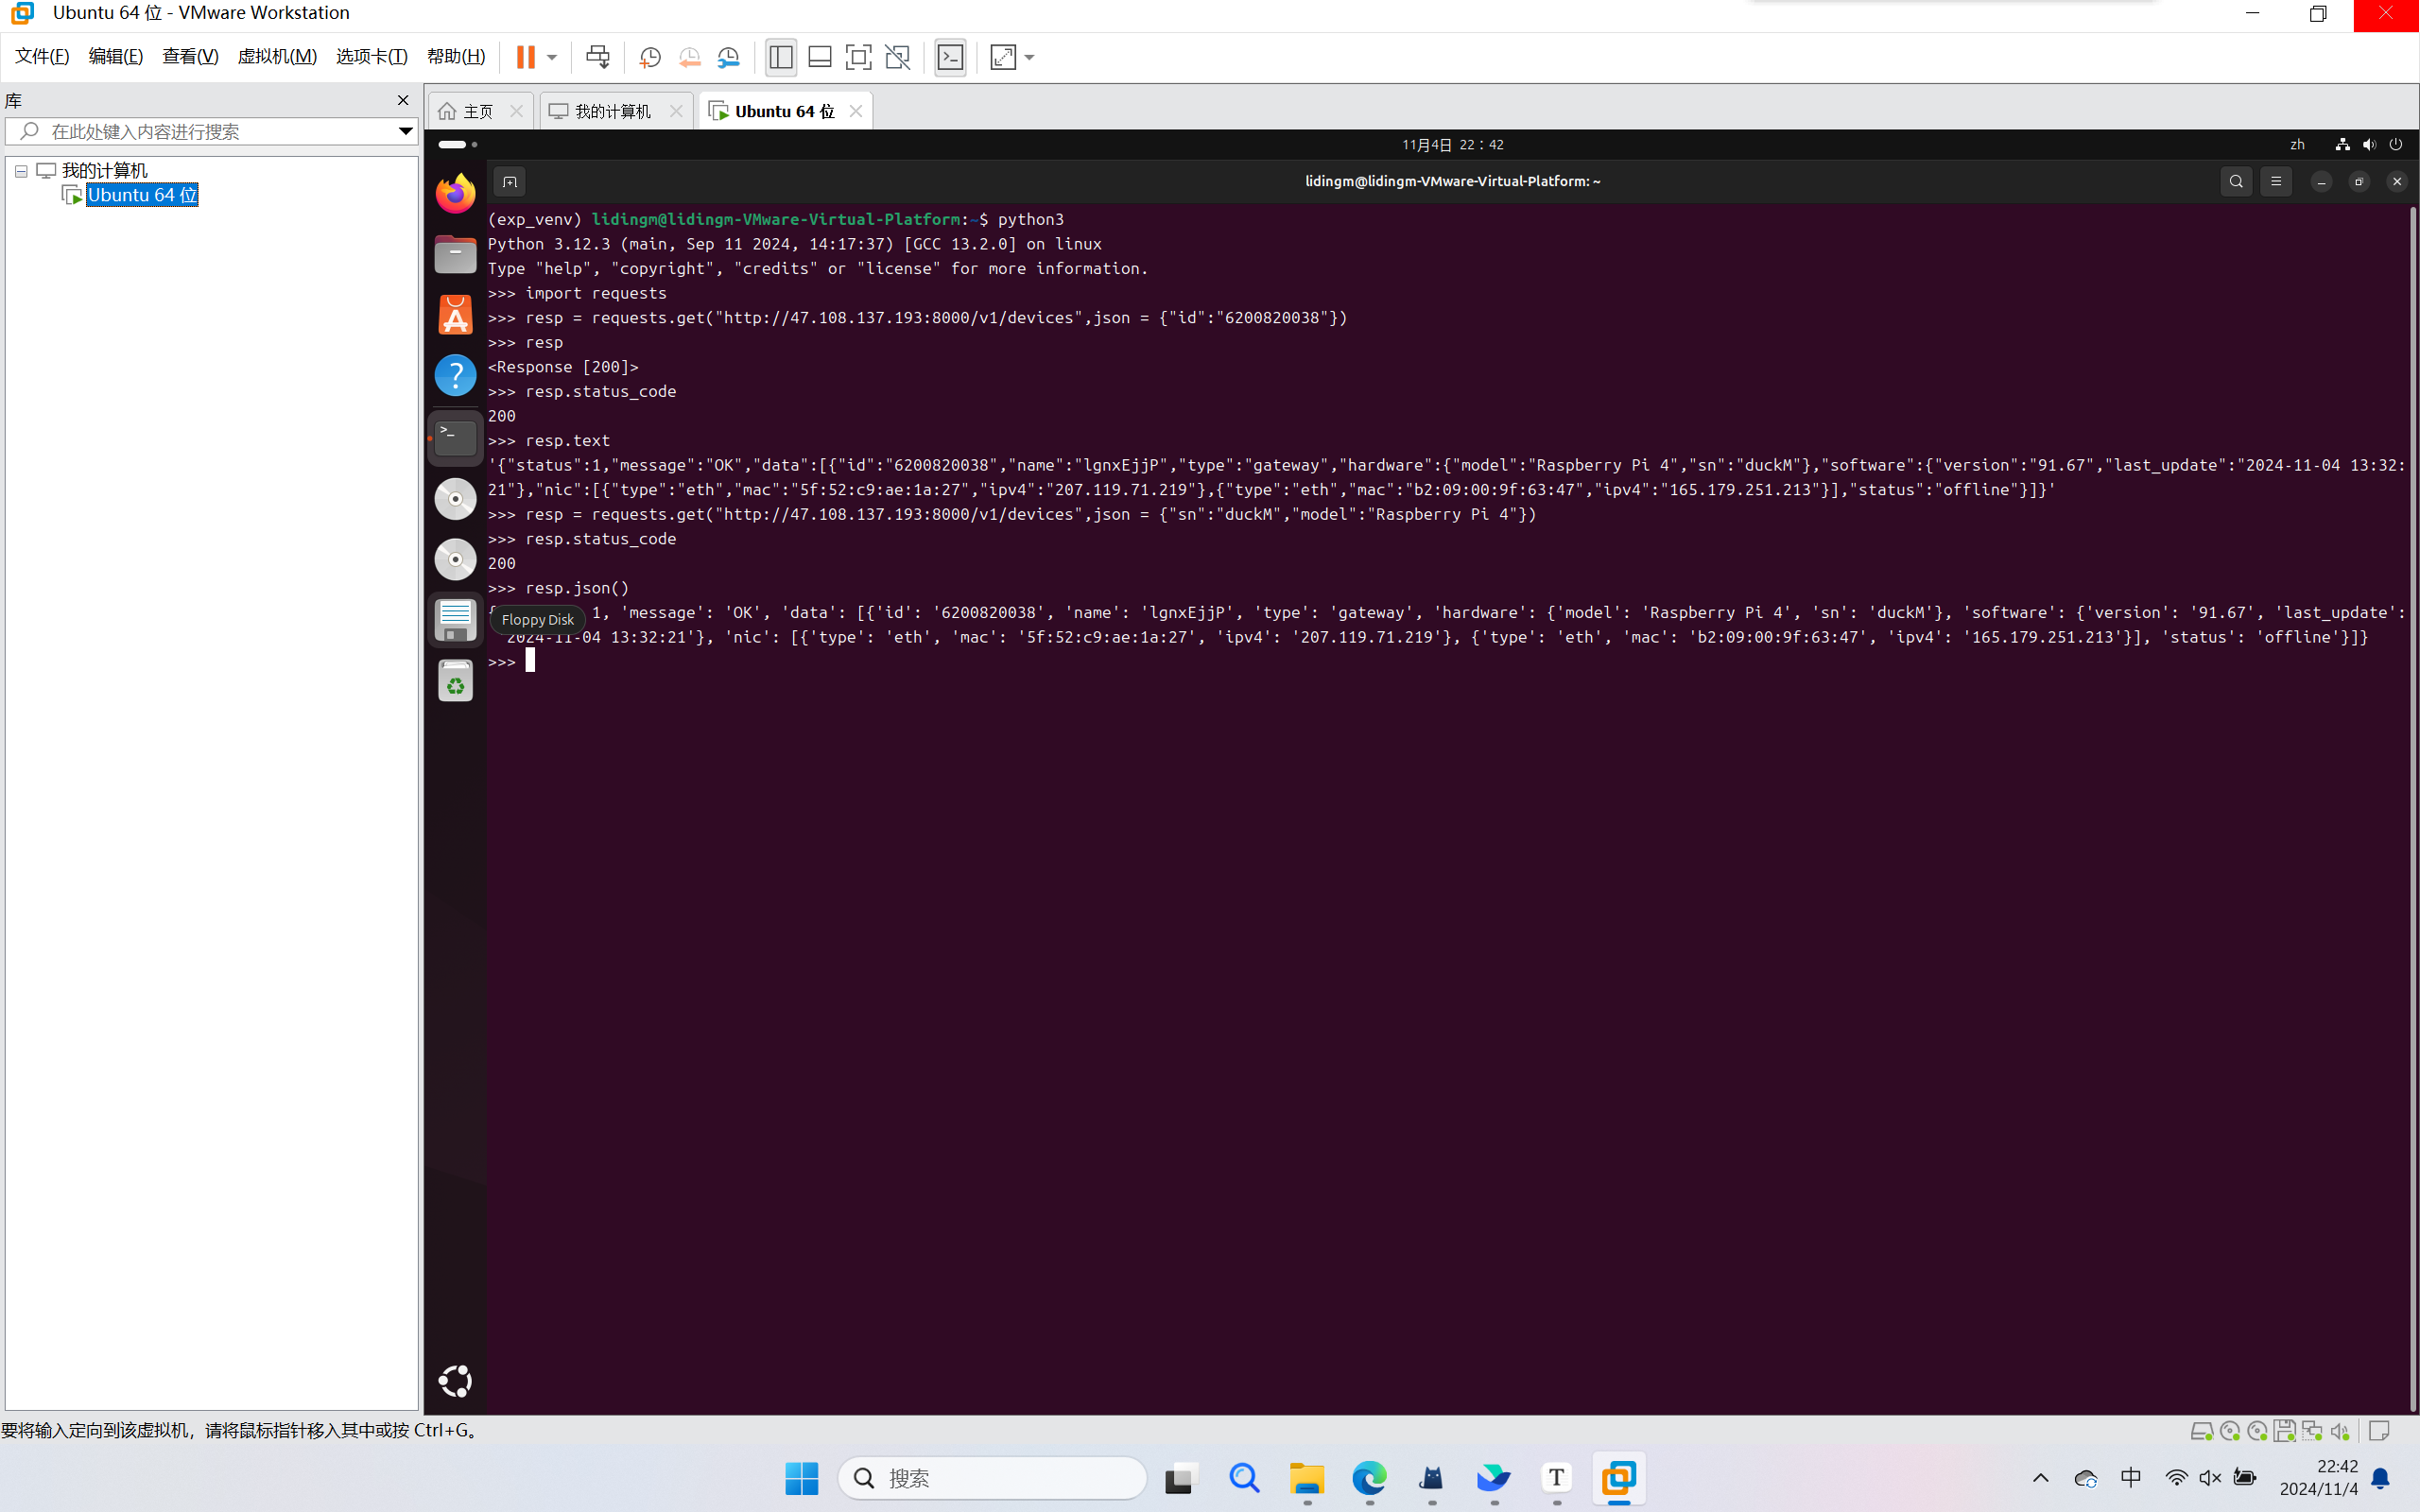 Ubuntu 64 位 - VMware Workstation
文件(F) 编辑(E) 查看(V) 虚拟机(M) 选项卡(T) 帮助(H)
库
在此处键入内容进行搜索
我的计算机
Ubuntu 64 位
主页 我的计算机 Ubuntu 64 位
11月4日 22：42
zh
lidingm@lidingm-VMware-Virtual-Platform: ~
(exp_venv) lidingm@lidingm-VMware-Virtual-Platform:~$ python3
Python 3.12.3 (main, Sep 11 2024, 14:17:37) [GCC 13.2.0] on linux
Type "help", "copyright", "credits" or "license" for more information.
>>> import requests
>>> resp = requests.get("http://47.108.137.193:8000/v1/devices",json = {"id":"6200820038"})
>>> resp
<Response [200]>
>>> resp.status_code
200
>>> resp.text
'{"status":1,"message":"OK","data":[{"id":"6200820038","name":"lgnxEjjP","type":"gateway","hardware":{"model":"Raspberry Pi 4","sn":"duckM"},"software":{"version":"91.67","last_update":"2024-11-04 13:32:
21"},"nic":[{"type":"eth","mac":"5f:52:c9:ae:1a:27","ipv4":"207.119.71.219"},{"type":"eth","mac":"b2:09:00:9f:63:47","ipv4":"165.179.251.213"}],"status":"offline"}]}'
>>> resp = requests.get("http://47.108.137.193:8000/v1/devices",json = {"sn":"duckM","model":"Raspberry Pi 4"})
>>> resp.status_code
200
>>> resp.json()
1, 'message': 'OK', 'data': [{'id': '6200820038', 'name': 'lgnxEjjP', 'type': 'gateway', 'hardware': {'model': 'Raspberry Pi 4', 'sn': 'duckM'}, 'software': {'version': '91.67', 'last_update':
Floppy Disk
2024-11-04 13:32:21'}, 'nic': [{'type': 'eth', 'mac': '5f:52:c9:ae:1a:27', 'ipv4': '207.119.71.219'}, {'type': 'eth', 'mac': 'b2:09:00:9f:63:47', 'ipv4': '165.179.251.213'}], 'status': 'offline'}]}
>>>
要将输入定向到该虚拟机，请将鼠标指针移入其中或按 Ctrl+G。
搜索
中
22:42
2024/11/4